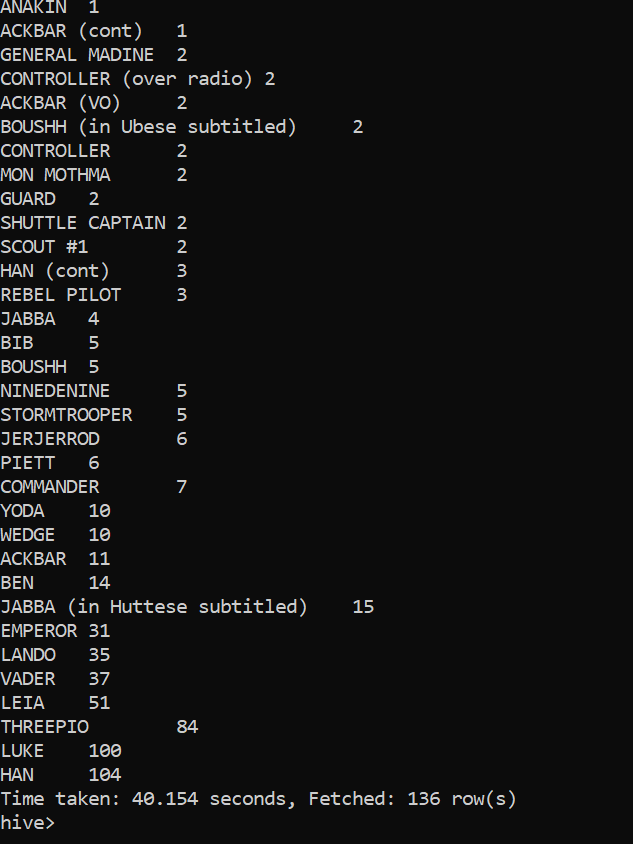 ANAKIN 1
ACKBAR (cont) 1
GENERAL MADINE 2
CONTROLLER (over radio) 2
ACKBAR (VO) 2
BOUSHH (in Ubese subtitled) 2
CONTROLLER 2
MON MOTHMA 2
GUARD 2
SHUTTLE CAPTAIN 2
SCOUT #1 2
HAN (cont) 3
REBEL PILOT 3
JABBA 4
BIB 5
BOUSHH 5
NINEDENINE 5
STORMTROOPER 5
JERJERROD 6
PIETT 6
COMMANDER 7
YODA 10
WEDGE 10
ACKBAR 11
BEN 14
JABBA (in Huttese subtitled) 15
EMPEROR 31
LANDO 35
VADER 37
LEIA 51
THREEPIO 84
LUKE 100
HAN 104
Time taken: 40.154 seconds, Fetched: 136 row(s)
hive>